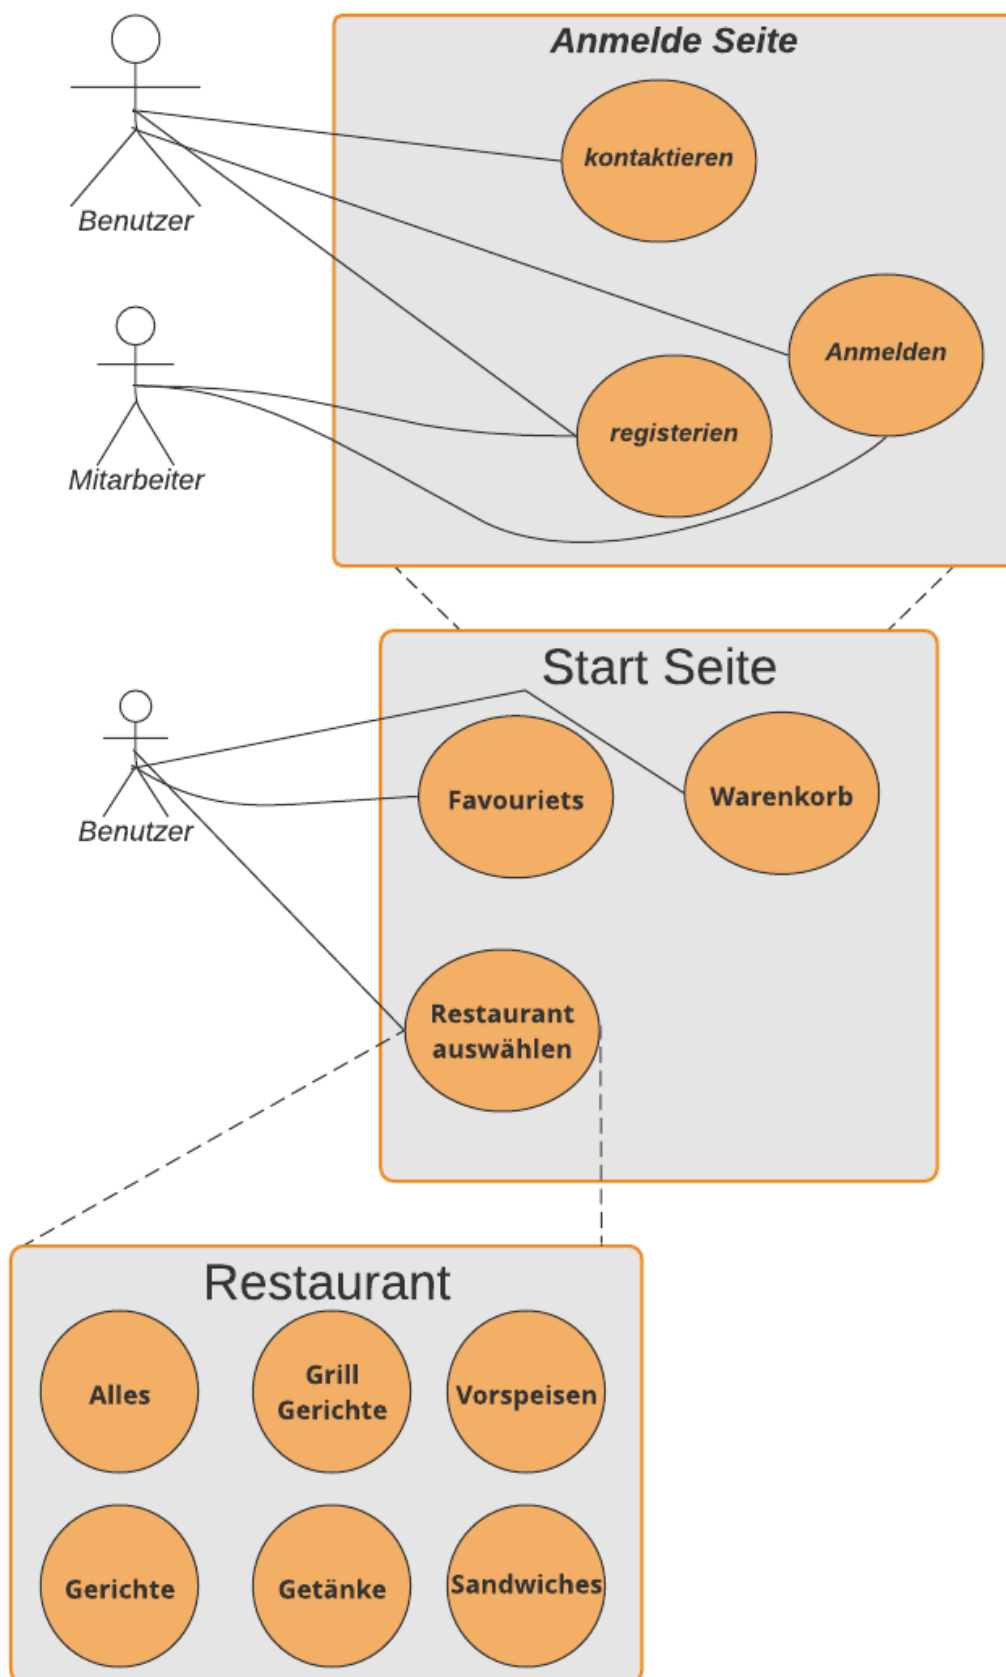 Anmelde Seite
kontaktieren
Benutzer
Anmelden
registerien
Mitarbeiter
Start Seite
Favouriets
Warenkorb
Benutzer
Restaurant
auswählen
Restaurant
Alles
Grill
Gerichte
Vorspeisen
Gerichte
Getänke
Sandwiches